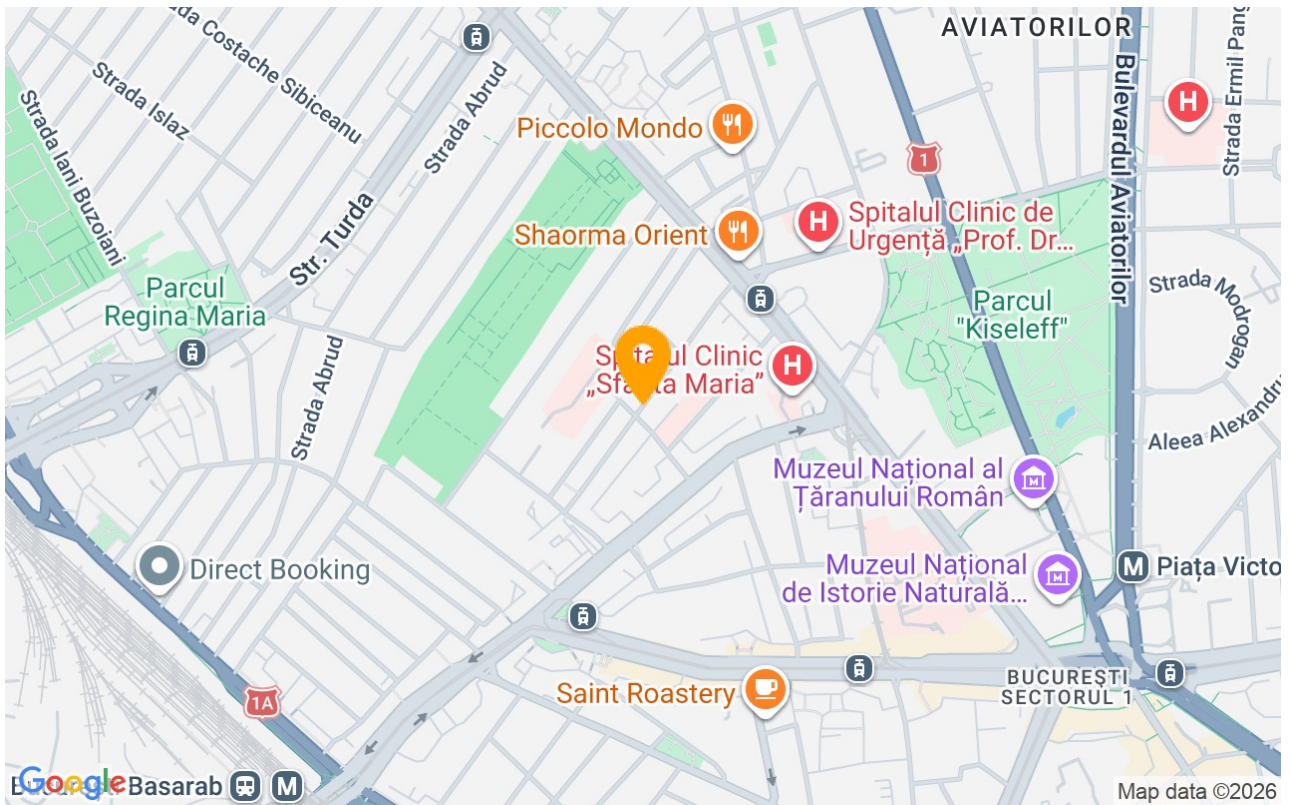 AVIATORILOR
da Costache Sibiceanu
Strada Islaz
Strada Iani Buzoiani
Strada Abrud
Str. Turda
Piccolo Mondo
1
H
Bulevardul Aviatorilor
Strada Ermil Pang
Shaorma Orient
H
Spitalul Clinic de
Urgență „Prof. Dr...
Parcul
Regina Maria
Parcul
"Kiseleff"
Strada Modrogan
Strada Abrud
Spitalul Clinic
„Sfânta Maria”
H
Aleea Alexandru
Muzeul Național al
Țăranului Român
Direct Booking
Muzeul Național
de Istorie Naturală...
M Piața Victo
Saint Roastery
BUCUREȘTI
SECTORUL 1
1A
Google
Basarab
M
Map data ©2026